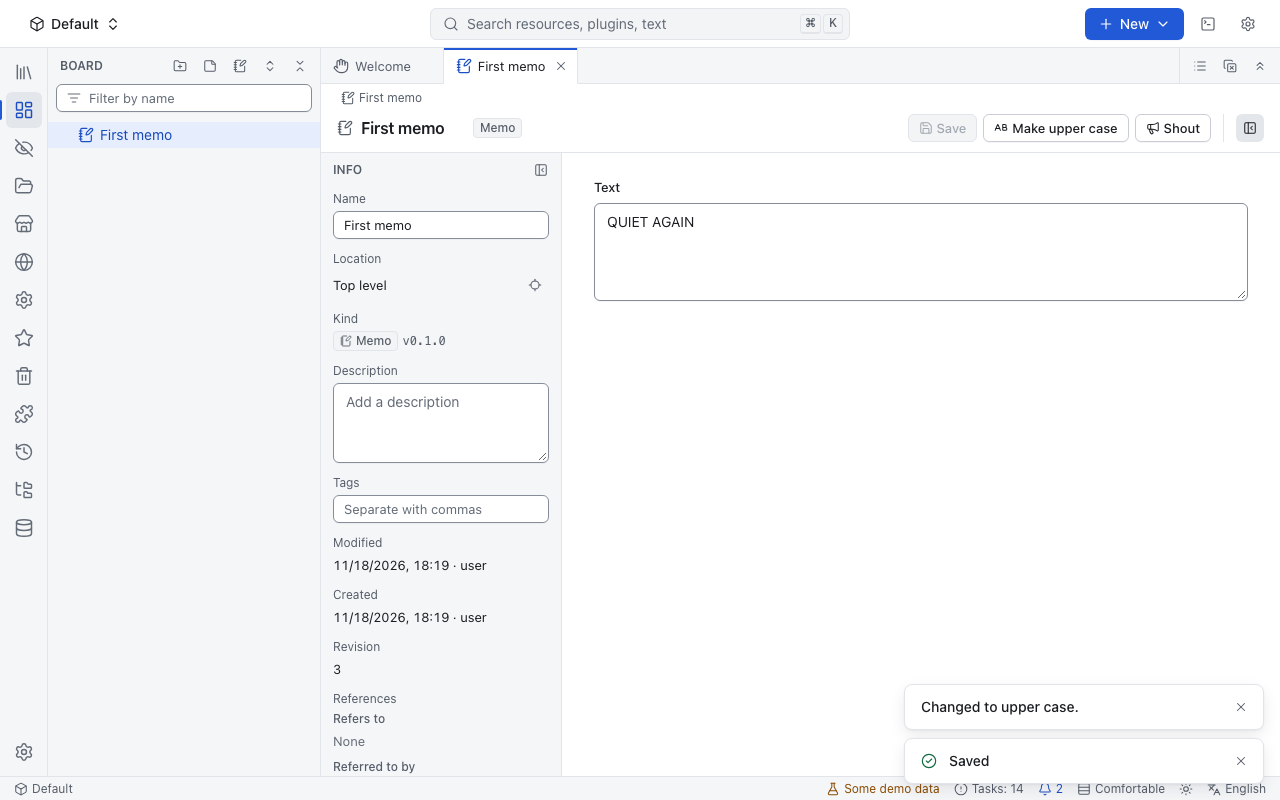 Default
Search resources, plugins, text
⌘ K
New
BOARD
Filter by name
First memo
Welcome
First memo
First memo
First memo
Memo
Save
AB Make upper case
Shout
INFO
Name
First memo
Location
Top level
Kind
Memo v0.1.0
Description
Add a description
Tags
Separate with commas
Modified
11/18/2026, 18:19 · user
Created
11/18/2026, 18:19 · user
Revision
3
References
Refers to
None
Referred to by
Text
QUIET AGAIN
Changed to upper case.
Saved
Default
Some demo data
Tasks: 14
2
Comfortable
English